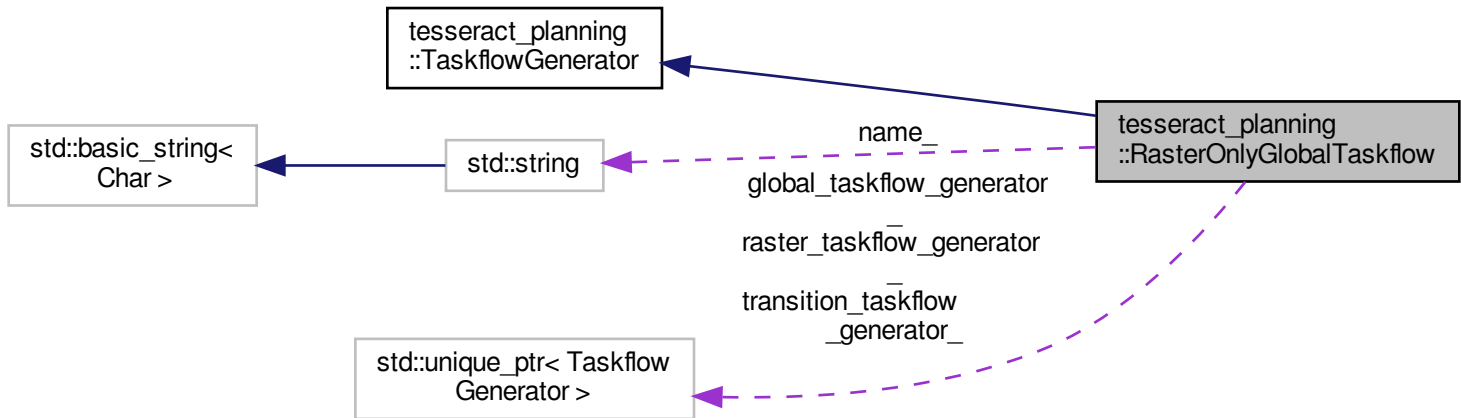 tesseract_planning
::TaskflowGenerator
std::basic_string<
Char >
std::string
name_
tesseract_planning
::RasterOnlyGlobalTaskflow
global_taskflow_generator
_
raster_taskflow_generator
_
transition_taskflow
_generator_
std::unique_ptr< Taskflow
Generator >